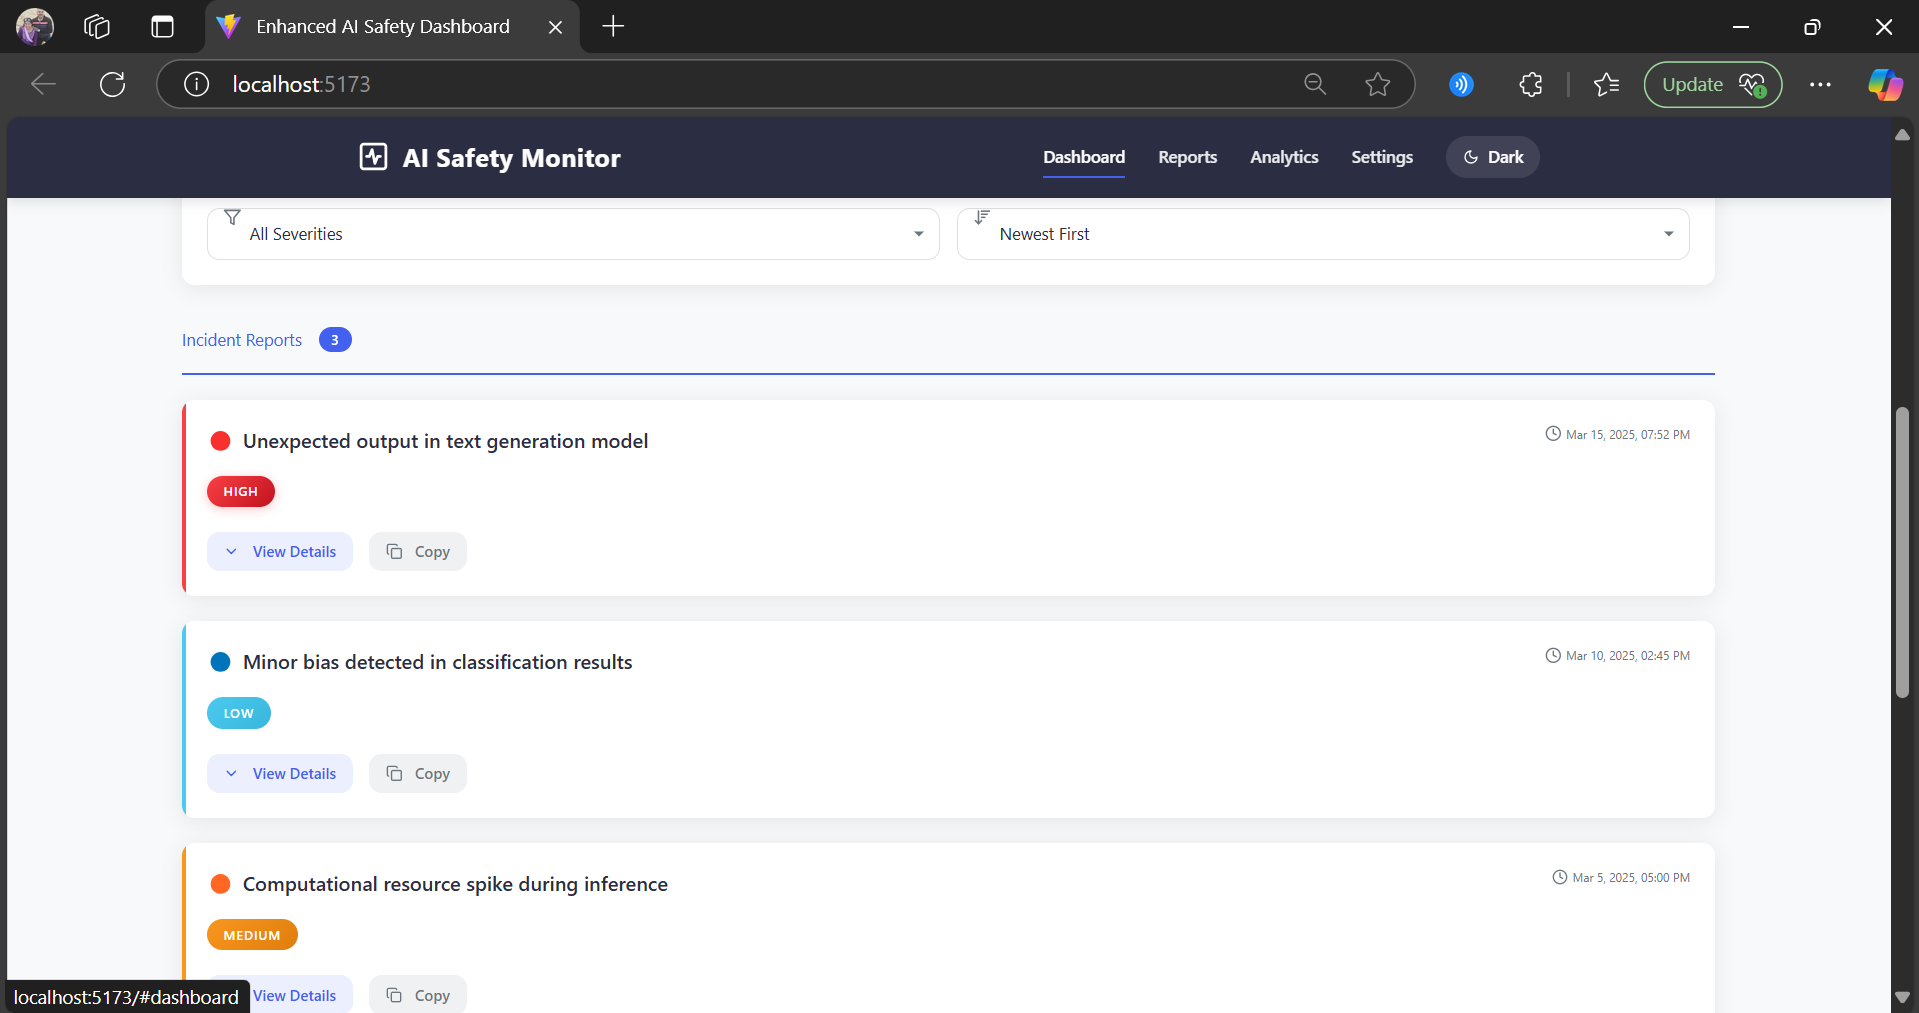 Enhanced AI Safety Dashboard
localhost:5173
Update
AI Safety Monitor
Dashboard
Reports
Analytics
Settings
Dark
All Severities
Newest First
Incident Reports 3
Unexpected output in text generation model
Mar 15, 2025, 07:52 PM
HIGH
View Details
Copy
Minor bias detected in classification results
Mar 10, 2025, 02:45 PM
LOW
View Details
Copy
Computational resource spike during inference
Mar 5, 2025, 05:00 PM
MEDIUM
View Details
Copy
localhost:5173/#dashboard